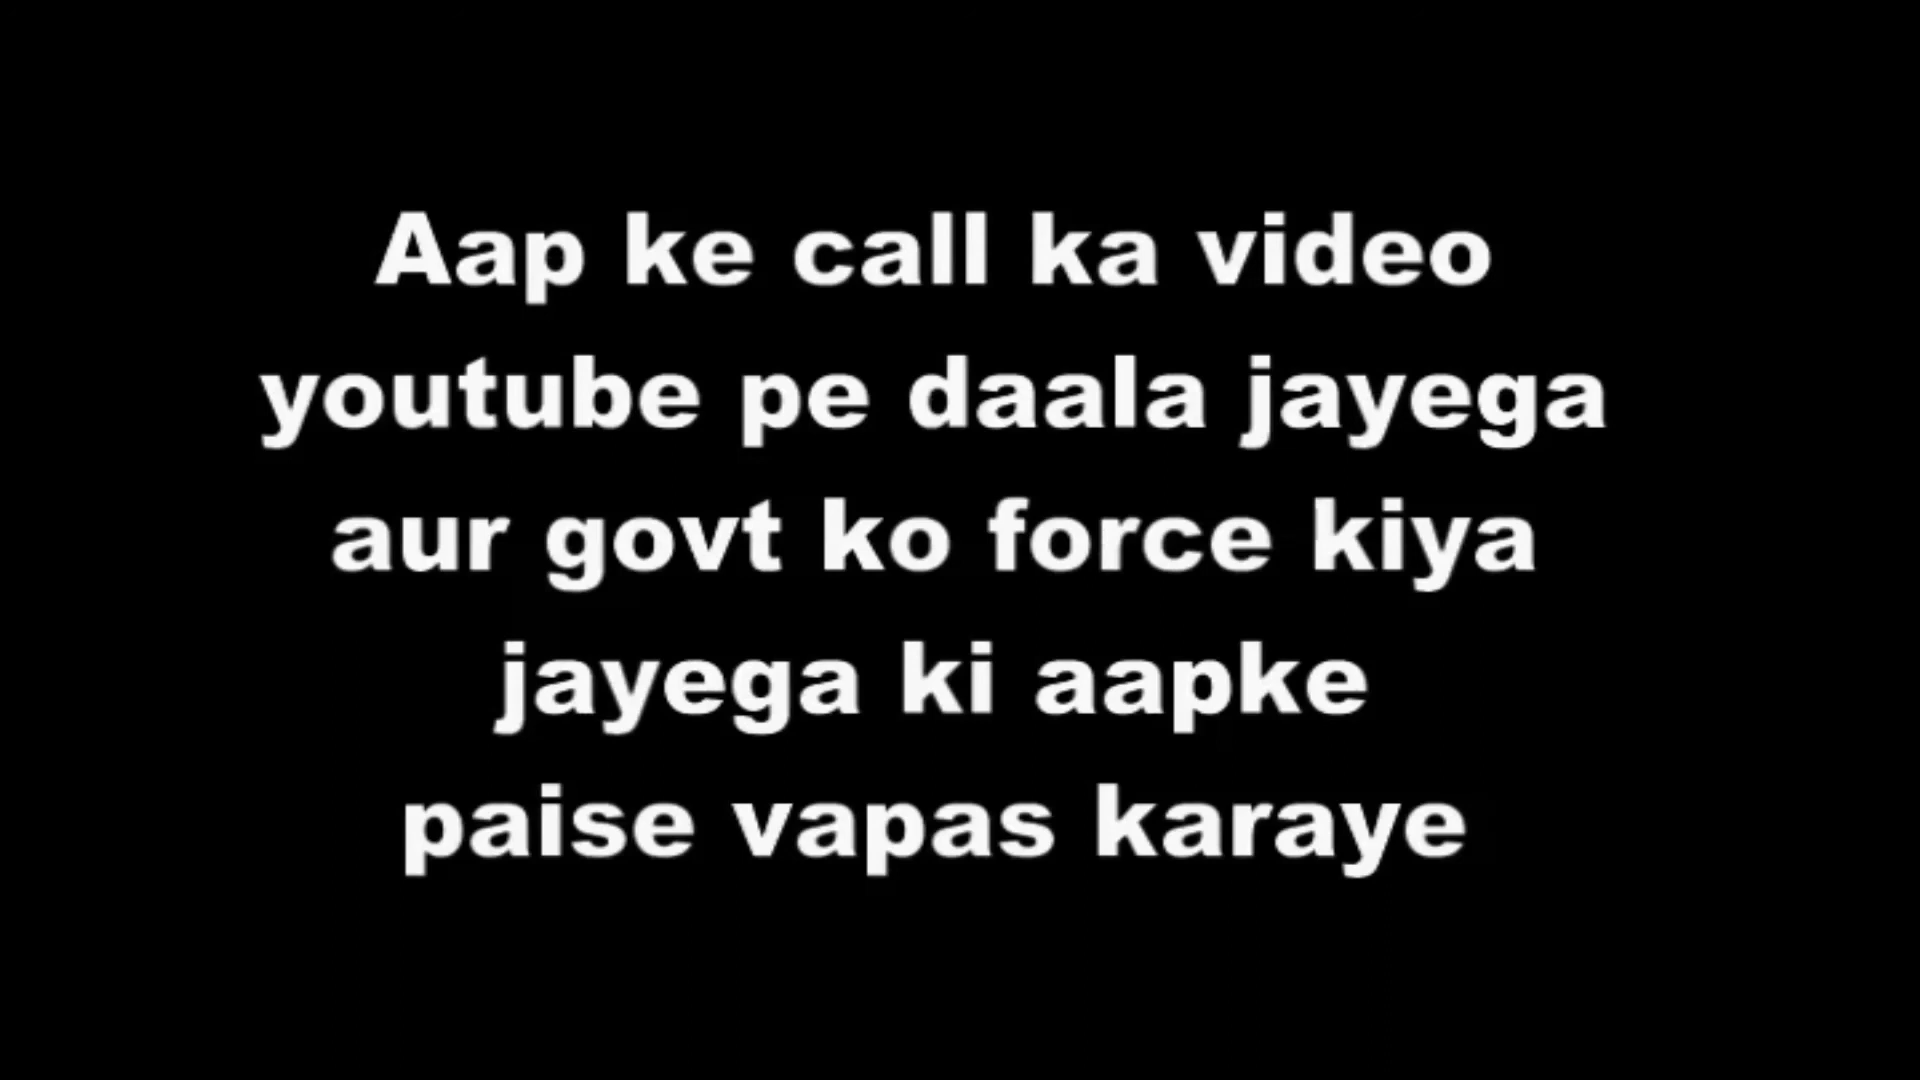 Aap ke call ka video
youtube pe daala jayega
aur govt ko force kiya
jayega ki aapke
paise vapas karaye